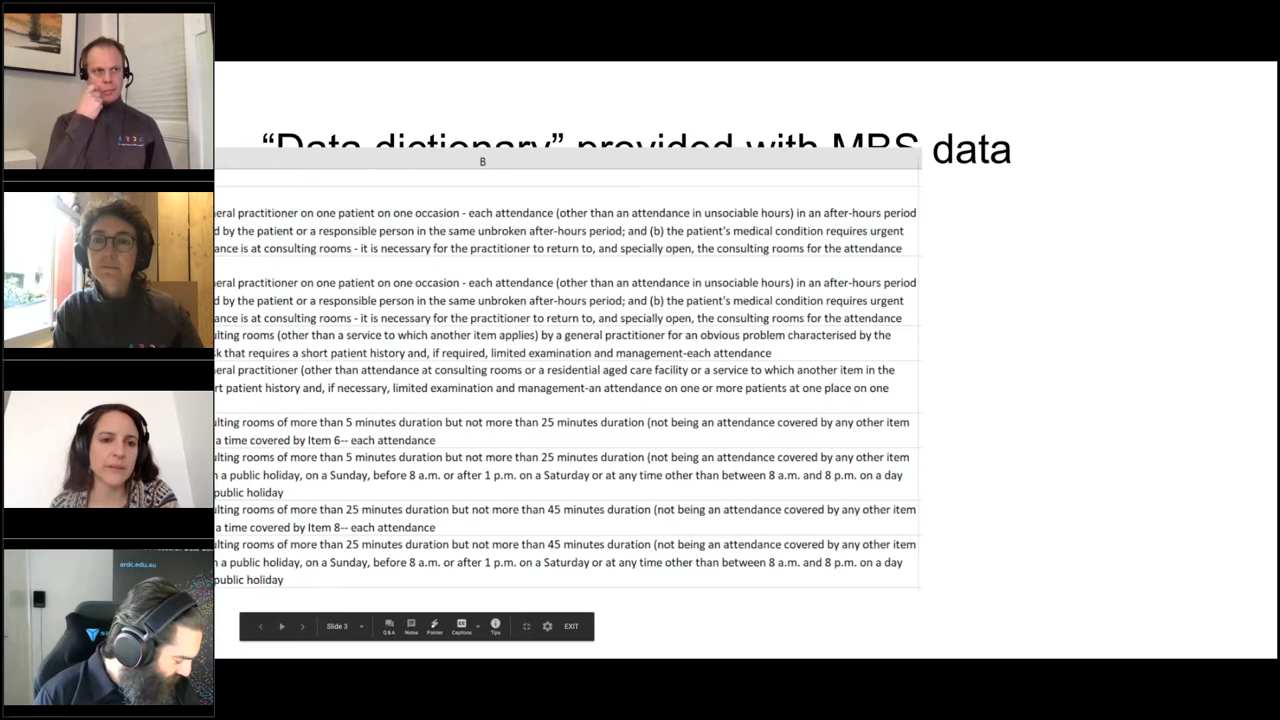 "Data dictionary" provided with MBS data
B
eral practitioner on one patient on one occasion - each attendance (other than an attendance in unsociable hours) in an after-hours period
d by the patient or a responsible person in the same unbroken after-hours period; and (b) the patient's medical condition requires urgent
ance is at consulting rooms - it is necessary for the practitioner to return to, and specially open, the consulting rooms for the attendance
eral practitioner on one patient on one occasion - each attendance (other than an attendance in unsociable hours) in an after-hours period
d by the patient or a responsible person in the same unbroken after-hours period; and (b) the patient's medical condition requires urgent
ance is at consulting rooms - it is necessary for the practitioner to return to, and specially open, the consulting rooms for the attendance
ulting rooms (other than a service to which another item applies) by a general practitioner for an obvious problem characterised by the
k that requires a short patient history and, if required, limited examination and management-each attendance
eral practitioner (other than attendance at consulting rooms or a residential aged care facility or a service to which another item in the
rt patient history and, if necessary, limited examination and management-an attendance on one or more patients at one place on one
ulting rooms of more than 5 minutes duration but not more than 25 minutes duration (not being an attendance covered by any other item
a time covered by Item 6-- each attendance
ulting rooms of more than 5 minutes duration but not more than 25 minutes duration (not being an attendance covered by any other item
n a public holiday, on a Sunday, before 8 a.m. or after 1 p.m. on a Saturday or at any time other than between 8 a.m. and 8 p.m. on a day
public holiday
ulting rooms of more than 25 minutes duration but not more than 45 minutes duration (not being an attendance covered by any other item
a time covered by Item 8-- each attendance
ulting rooms of more than 25 minutes duration but not more than 45 minutes duration (not being an attendance covered by any other item
n a public holiday, on a Sunday, before 8 a.m. or after 1 p.m. on a Saturday or at any time other than between 8 a.m. and 8 p.m. on a day
public holiday
Slide 3
Q&A
Notes
Pointer
Captions
Tips
EXIT
ardc.edu.au